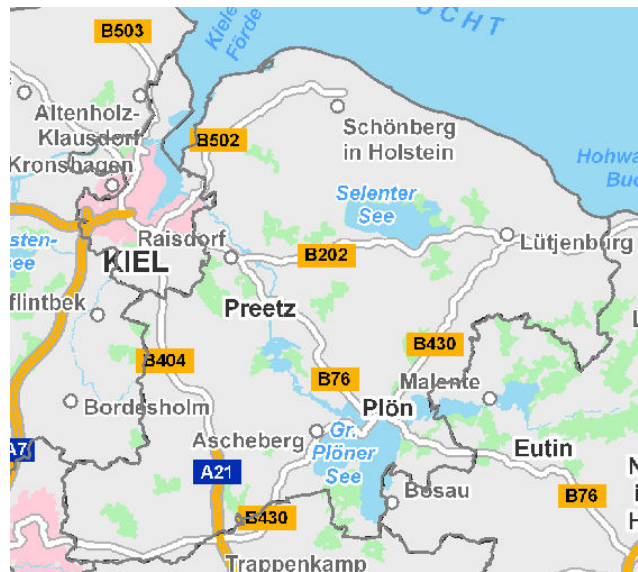 B503
Kieler
Förde
UCHT
Altenholz-
Klausdorf
Kronshagen
B502
Schönberg
in Holstein
Hohwa
Buc
Selenter
See
sten-
see
Raisdorf
KIEL
B202
Lütjenburg
flintbek
Preetz
B404
B430
B76
Malente
Bordesholm
Plön
Ascheberg
Gr.
Plöner
See
Eutin
A7
A21
Bosau
B76
B430
Trappenkamp